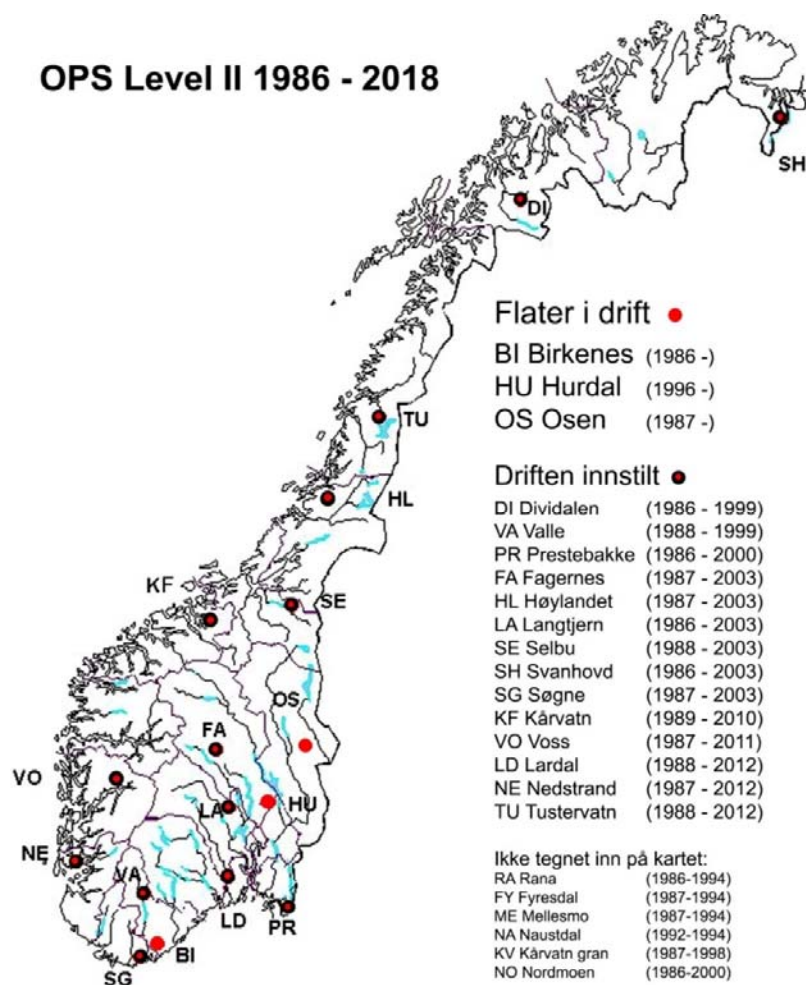 OPS Level II 1986 - 2018
SH
DI
Flater i drift
BI Birkenes (1986 -)
HU Hurdal (1996 -)
OS Osen (1987 -)
TU
HL
Driften innstilt
DI Dividalen (1986 - 1999)
VA Valle (1988 - 1999)
PR Prestebakke (1986 - 2000)
FA Fagernes (1987 - 2003)
HL Høylandet (1987 - 2003)
LA Langtjern (1986 - 2003)
SE Selbu (1988 - 2003)
SH Svanhovd (1986 - 2003)
SG Søgne (1987 - 2003)
KF Kårvatn (1989 - 2010)
VO Voss (1987 - 2011)
LD Lardal (1988 - 2012)
NE Nedstrand (1987 - 2012)
TU Tustervatn (1988 - 2012)
KF
SE
OS
FA
VO
LA
HU
NE
VA
LD
PR
BI
SG
Ikke tegnet inn på kartet:
RA Rana (1986-1994)
FY Fyresdal (1987-1994)
ME Mellesmo (1987-1994)
NA Naustdal (1992-1994)
KV Kårvatn gran (1987-1998)
NO Nordmoen (1986-2000)